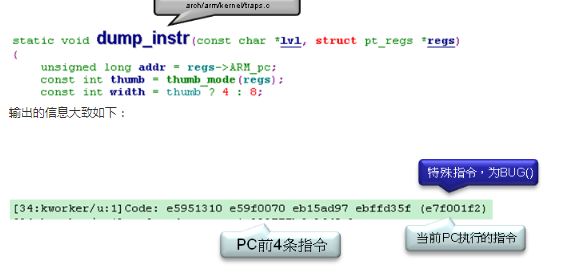 arch/arm/kernel/traps.c
static void dump_instr(const char *lvl, struct pt_regs *regs)
{
unsigned long addr = regs->ARM_pc;
const int thumb = thumb_mode(regs);
const int width = thumb ? 4 : 8;
输出的信息大致如下：
特殊指令，为BUG()
[34:kworker/u:1]Code: e5951310 e59f0070 eb15ad97 ebffd35f (e7f001f2)
PC前4条指令
当前PC执行的指令